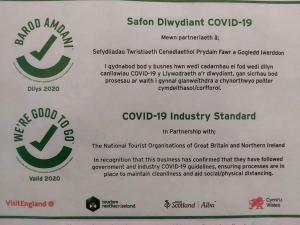 BAROD AMDANI
Dilys 2020
Safon Diwydiant COVID-19
Mewn partneriaeth â:
Sefydliadau Twristiaeth Cenedlaethol Prydain Fawr a Gogledd Iwerddon
I gydnabod bod y busnes hwn wedi cadarnhau ei fod wedi dilyn
canllawiau COVID-19 y Llywodraeth a'r diwydiant, gan sicrhau bod
prosesau ar waith i gynnal glanweithdra a chynorthwyo pellter
cymdeithasol/corfforol.
WE'RE GOOD TO GO
Valid 2020
COVID-19 Industry Standard
In Partnership with:
The National Tourist Organisations of Great Britain and Northern Ireland
In recognition that this business has confirmed that they have followed
government and industry COVID-19 guidelines, ensuring processes are in
place to maintain cleanliness and aid social/physical distancing.
VisitEngland
tourism
northernireland
Scotland | Alba
Cymru
Wales